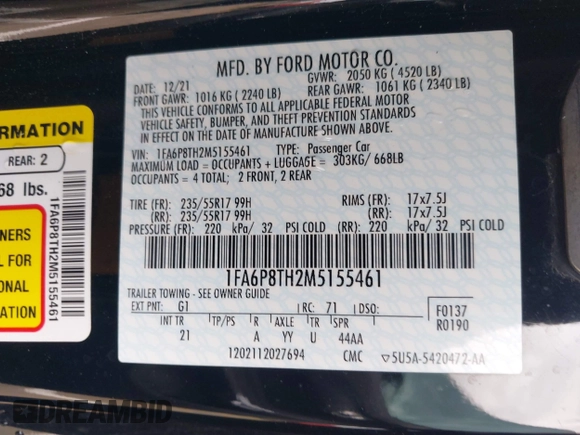 MFD. BY FORD MOTOR CO.
DATE: 12/21 GVWR: 2050 KG ( 4520 LB)
FRONT GAWR: 1016 KG ( 2240 LB) REAR GAWR: 1061 KG ( 2340 LB)
THIS VEHICLE CONFORMS TO ALL APPLICABLE FEDERAL MOTOR
VEHICLE SAFETY, BUMPER, AND THEFT PREVENTION STANDARDS
IN EFFECT ON THE DATE OF MANUFACTURE SHOWN ABOVE.
VIN: 1FA6P8TH2M5155461 TYPE: Passenger Car
MAXIMUM LOAD = OCCUPANTS + LUGGAGE = 303KG/ 668LB
OCCUPANTS = 4 TOTAL; 2 FRONT, 2 REAR
TIRE (FR): 235/55R17 99H RIMS (FR): 17x7.5J
(RR): 235/55R17 99H (RR): 17x7.5J
PRESSURE (FR): 220 kPa/ 32 PSI COLD (RR): 220 kPa/ 32 PSI COLD
1FA6P8TH2M5155461
TRAILER TOWING - SEE OWNER GUIDE
EXT PNT: G1 RC: 71 DSO: F0137
R0190
INT TR TP/PS R AXLE TR SPR
21 A YY U 44AA
1202112027694 CMC 5U5A-5420472-AA
ORMATION
REAR: 2
68 lbs.
NERS
L FOR
ONAL
ON!
1FA6P8TH2M5155461
DREAMBID